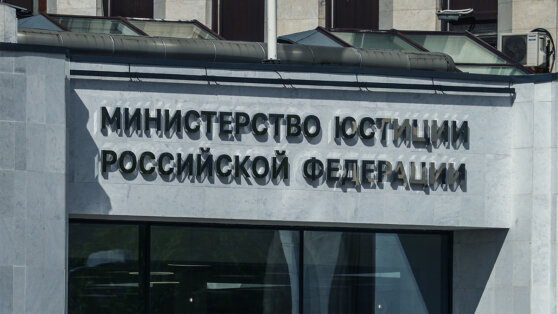 МИНИСТЕРСТВО ЮСТИЦИИ
РОССИЙСКОЙ ФЕДЕРАЦИИ